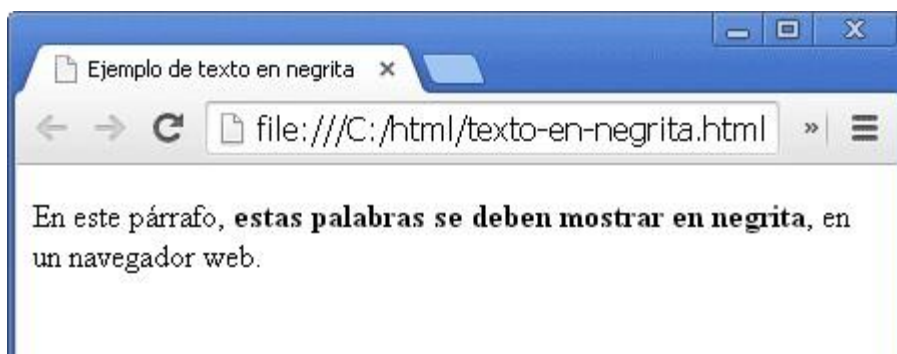 Ejemplo de texto en negrita
file:///C:/html/texto-en-negrita.html
En este párrafo, estas palabras se deben mostrar en negrita, en
un navegador web.